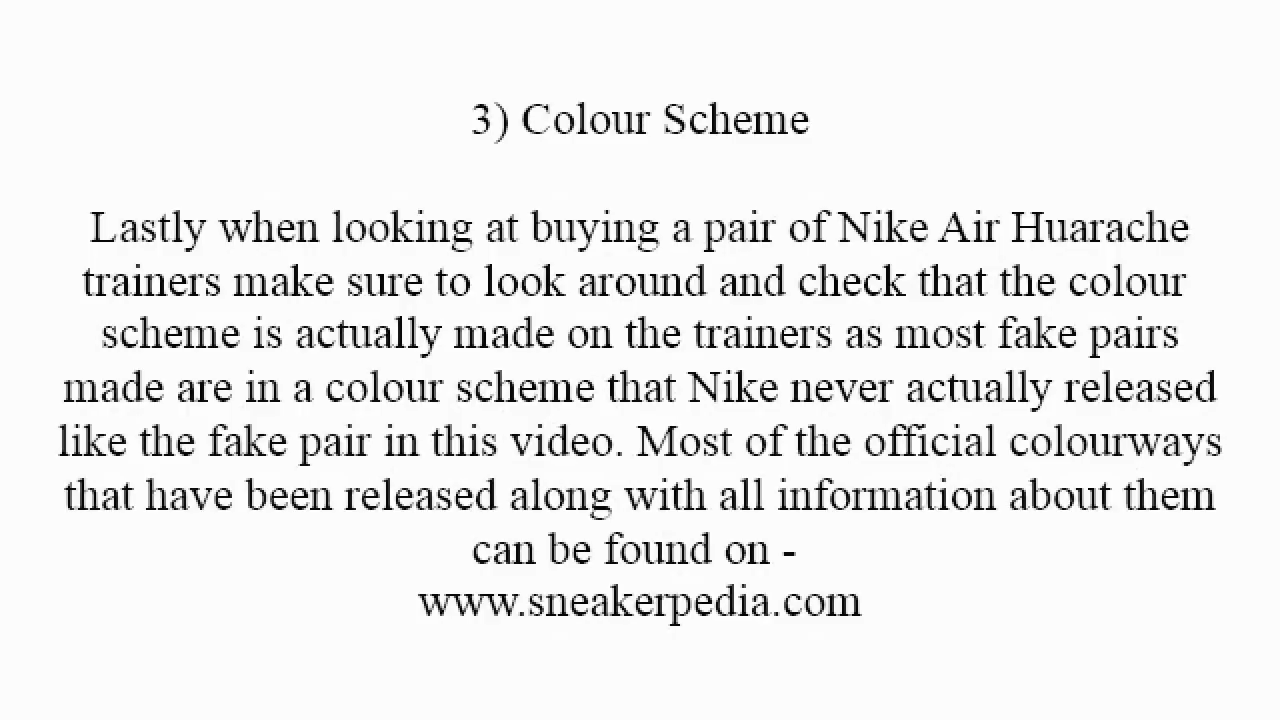 3) Colour Scheme
Lastly when looking at buying a pair of Nike Air Huarache
trainers make sure to look around and check that the colour
scheme is actually made on the trainers as most fake pairs
made are in a colour scheme that Nike never actually released
like the fake pair in this video. Most of the official colourways
that have been released along with all information about them
can be found on -
www.sneakerpedia.com